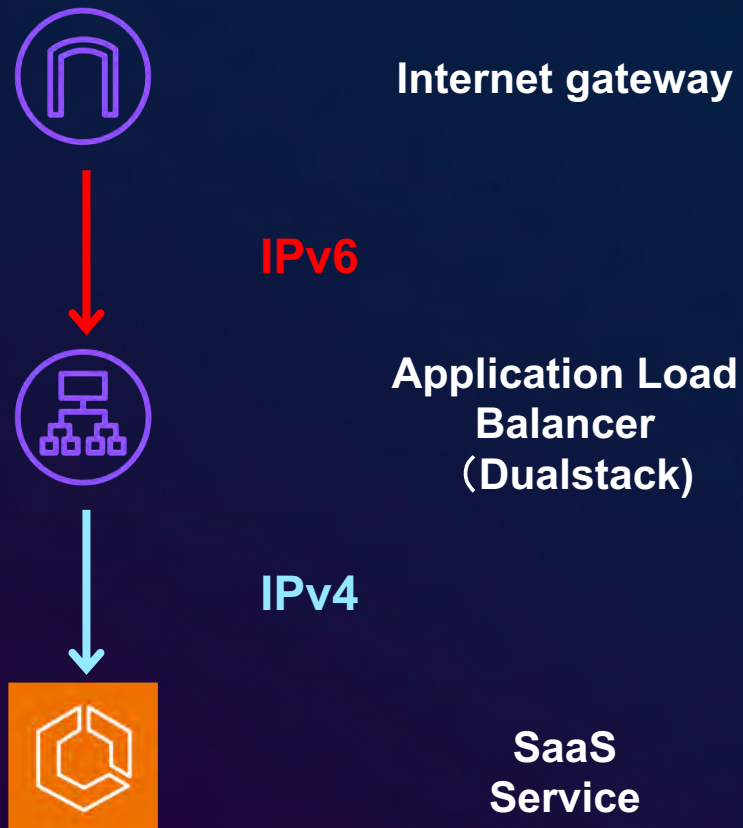 Internet gateway
IPv6
Application Load
Balancer
（Dualstack)
IPv4
SaaS
Service